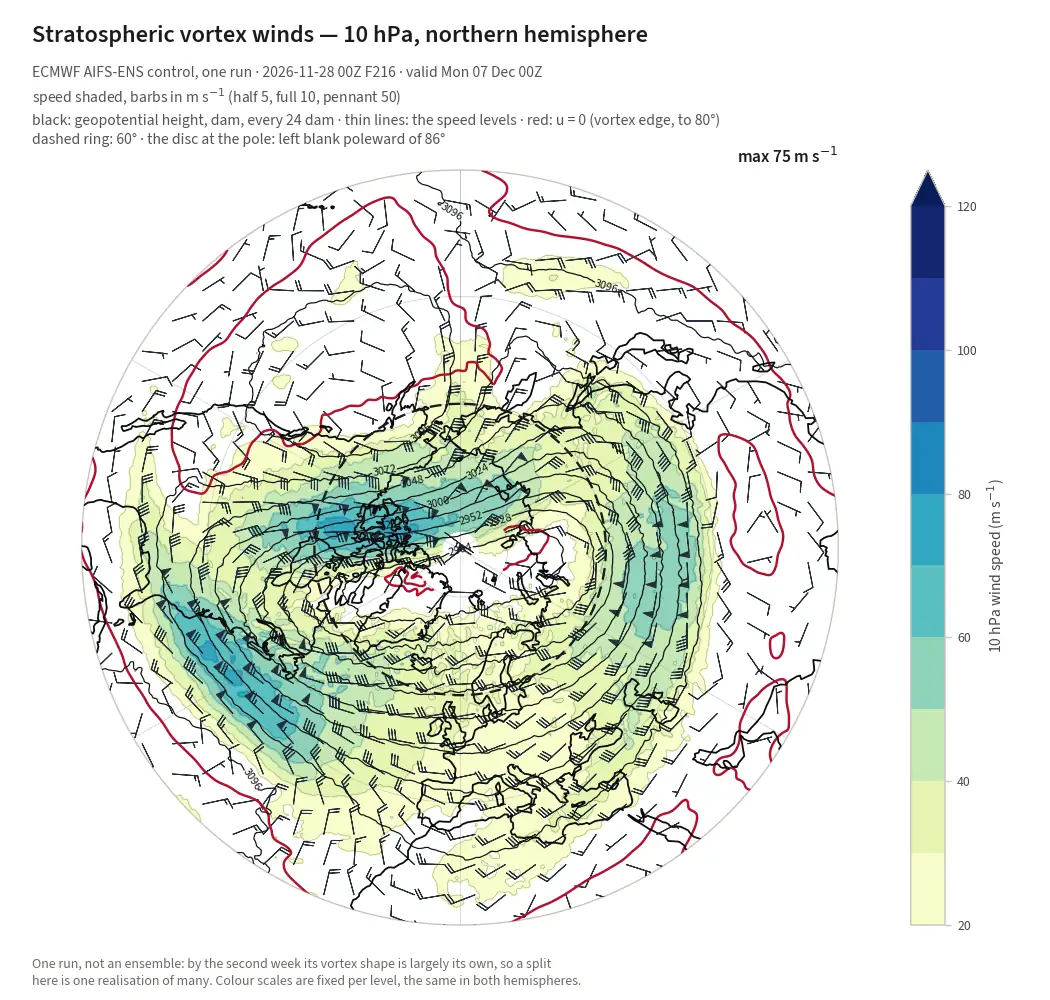 Stratospheric vortex winds — 10 hPa, northern hemisphere
ECMWF AIFS-ENS control, one run · 2026-11-28 00Z F216 · valid Mon 07 Dec 00Z
speed shaded, barbs in m s⁻¹ (half 5, full 10, pennant 50)
black: geopotential height, dam, every 24 dam · thin lines: the speed levels · red: u = 0 (vortex edge, to 80°)
dashed ring: 60° · the disc at the pole: left blank poleward of 86°
max 75 m s⁻¹
3096
3096
3072
3048
3024
3000
2952
3096
120
100
80
60
40
20
10 hPa wind speed (m s⁻¹)
One run, not an ensemble: by the second week its vortex shape is largely its own, so a split
here is one realisation of many. Colour scales are fixed per level, the same in both hemispheres.